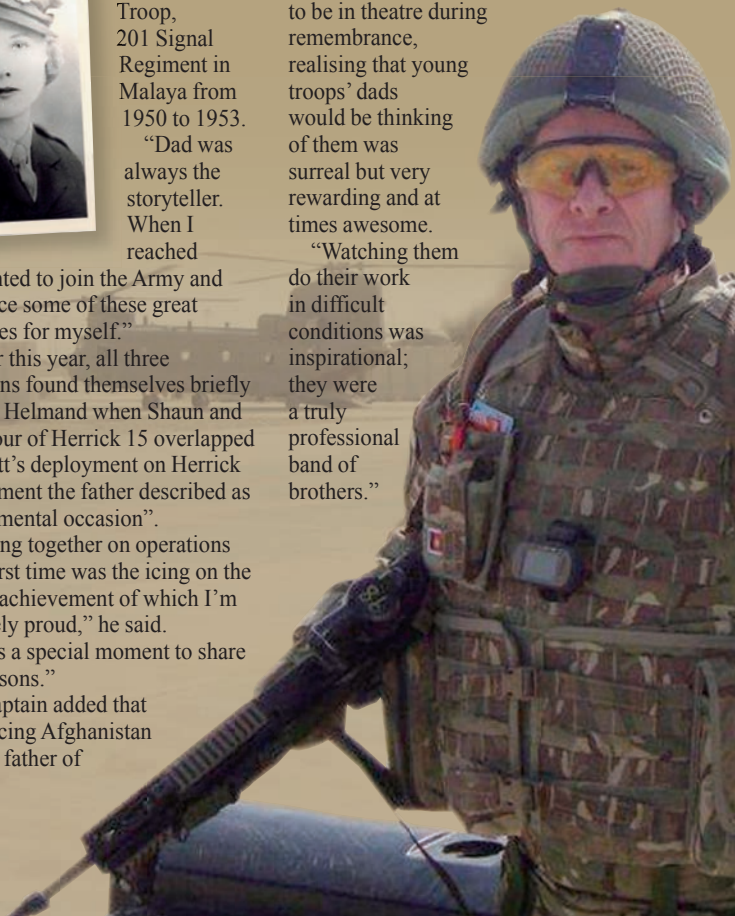 Troop,
201 Signal
Regiment in
Malaya from
1950 to 1953.
“Dad was
always the
storyteller.
When I
reached
nted to join the Army and
ce some of these great
es for myself.”
r this year, all three
ns found themselves briefly
Helmand when Shaun and
our of Herrick 15 overlapped
tt’s deployment on Herrick
ment the father described as
mental occasion”.
ng together on operations
rst time was the icing on the
achievement of which I’m
ly proud,” he said.
s a special moment to share
sons.”
aptain added that
cing Afghanistan
father of
to be in theatre during
remembrance,
realising that young
troops’ dads
would be thinking
of them was
surreal but very
rewarding and at
times awesome.
“Watching them
do their work
in difficult
conditions was
inspirational;
they were
a truly
professional
band of
brothers.”